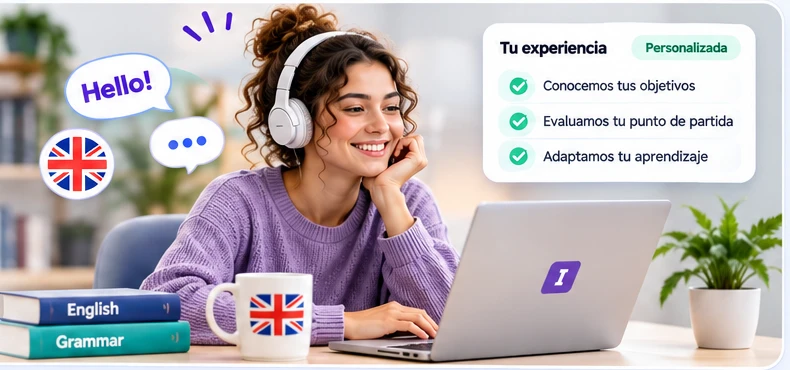 Hello!
Tu experiencia
Personalizada
Conocemos tus objetivos
Evaluamos tu punto de partida
Adaptamos tu aprendizaje
I
English
Grammar